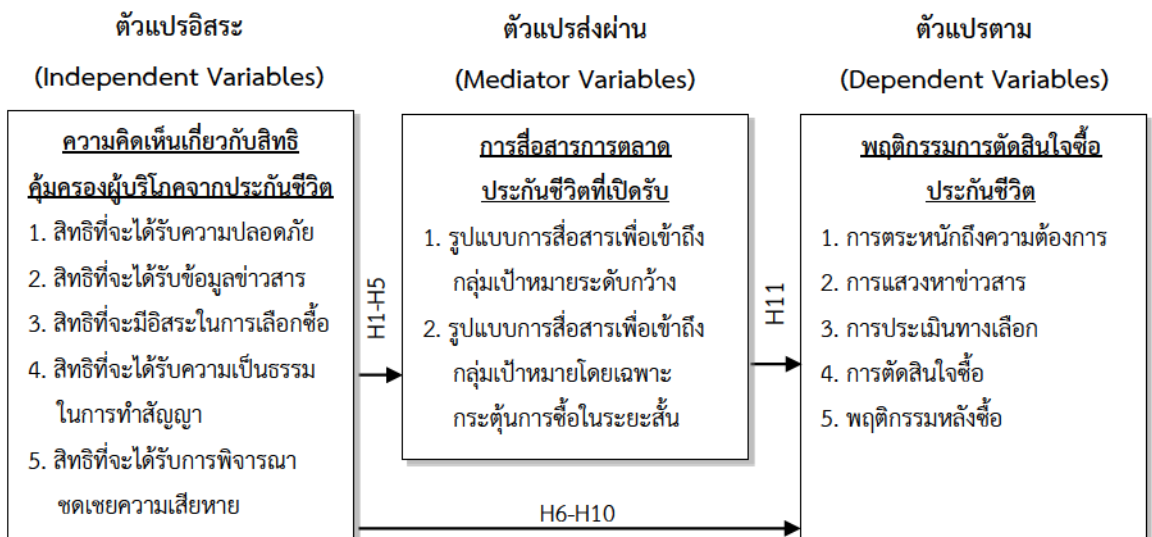 ตัวแปรอิสระ
(Independent Variables)
ความคิดเห็นเกี่ยวกับสิทธิ
คุ้มครองผู้บริโภคจากประกันชีวิต
1. สิทธิที่จะได้รับความปลอดภัย
2. สิทธิที่จะได้รับข้อมูลข่าวสาร
3. สิทธิที่จะมีอิสระในการเลือกซื้อ
4. สิทธิที่จะได้รับความเป็นธรรม
ในการทำสัญญา
5. สิทธิที่จะได้รับการพิจารณา
ชดเชยความเสียหาย
H1-H5
ตัวแปรส่งผ่าน
(Mediator Variables)
การสื่อสารการตลาด
ประกันชีวิตที่เปิดรับ
1. รูปแบบการสื่อสารเพื่อเข้าถึง
กลุ่มเป้าหมายระดับกว้าง
2. รูปแบบการสื่อสารเพื่อเข้าถึง
กลุ่มเป้าหมายโดยเฉพาะ
กระตุ้นการซื้อในระยะสั้น
H11
ตัวแปรตาม
(Dependent Variables)
พฤติกรรมการตัดสินใจซื้อ
ประกันชีวิต
1. การตระหนักถึงความต้องการ
2. การแสวงหาข่าวสาร
3. การประเมินทางเลือก
4. การตัดสินใจซื้อ
5. พฤติกรรมหลังซื้อ
H6-H10